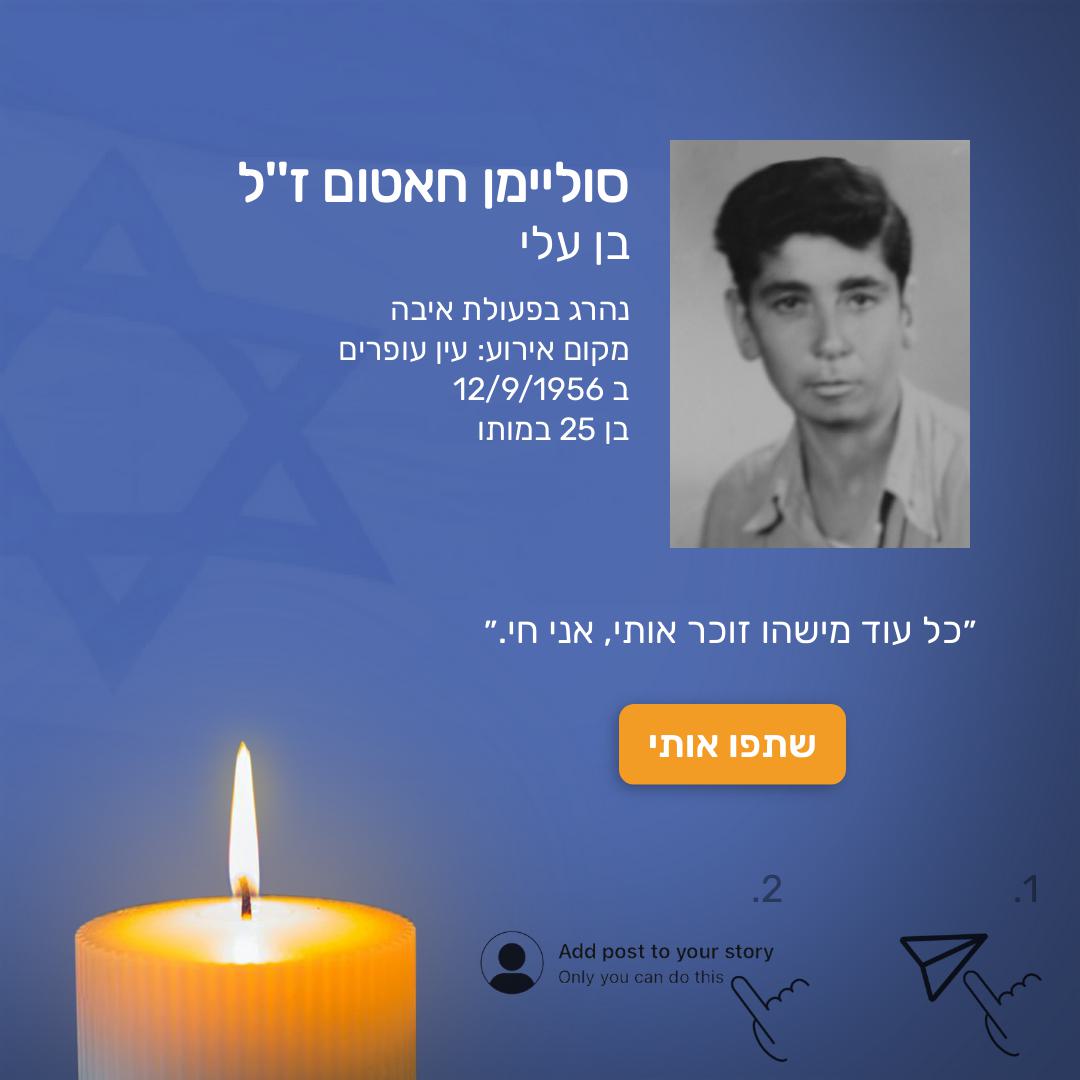 סוליימן חאטום ז"ל
בן עלי
נהרג בפעולת איבה
מקום אירוע: עין עופרים
ב 12/9/1956
בן 25 במותו
״כל עוד מישהו זוכר אותי, אני חי.״
שתפו אותי
.1
.2
Add post to your story
Only you can do this